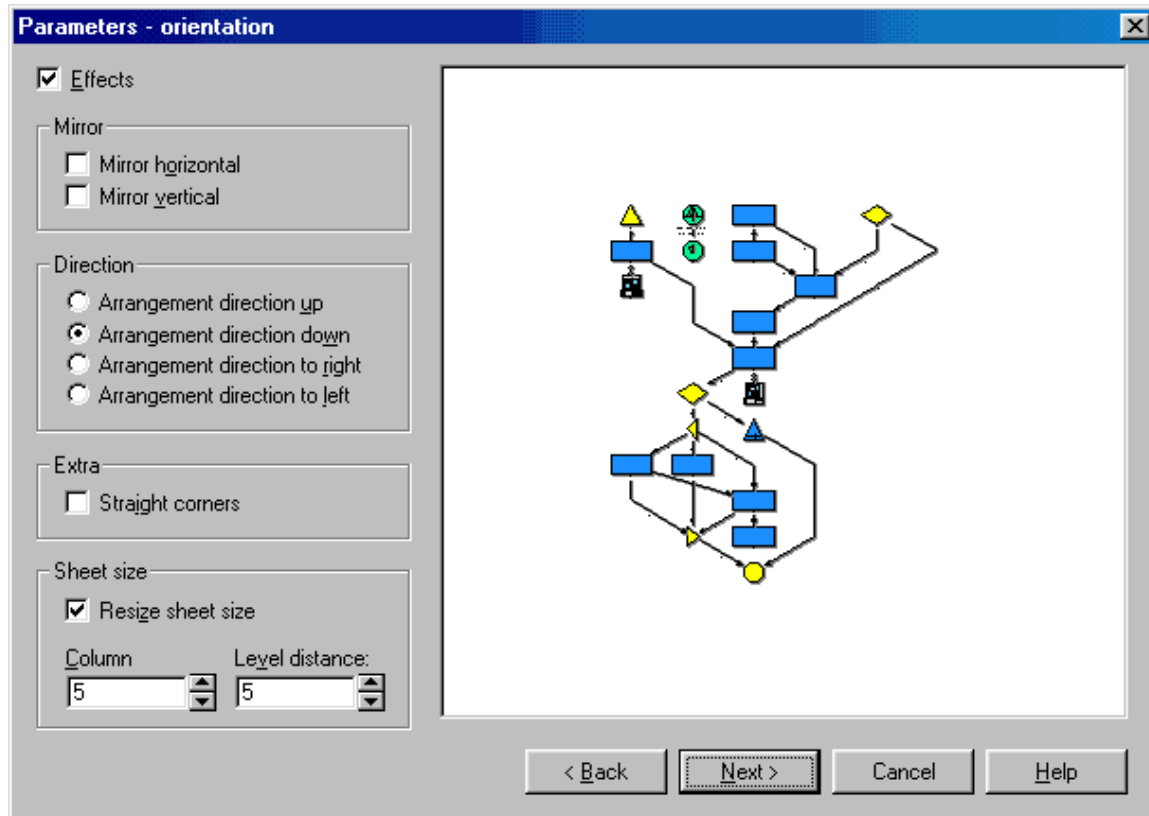 Parameters - orientation
Effects
Mirror
Mirror horizontal
Mirror vertical
Direction
Arrangement direction up
Arrangement direction down
Arrangement direction to right
Arrangement direction to left
Extra
Straight corners
Sheet size
Resize sheet size
Column Level distance:
5 5
< Back Next > Cancel Help